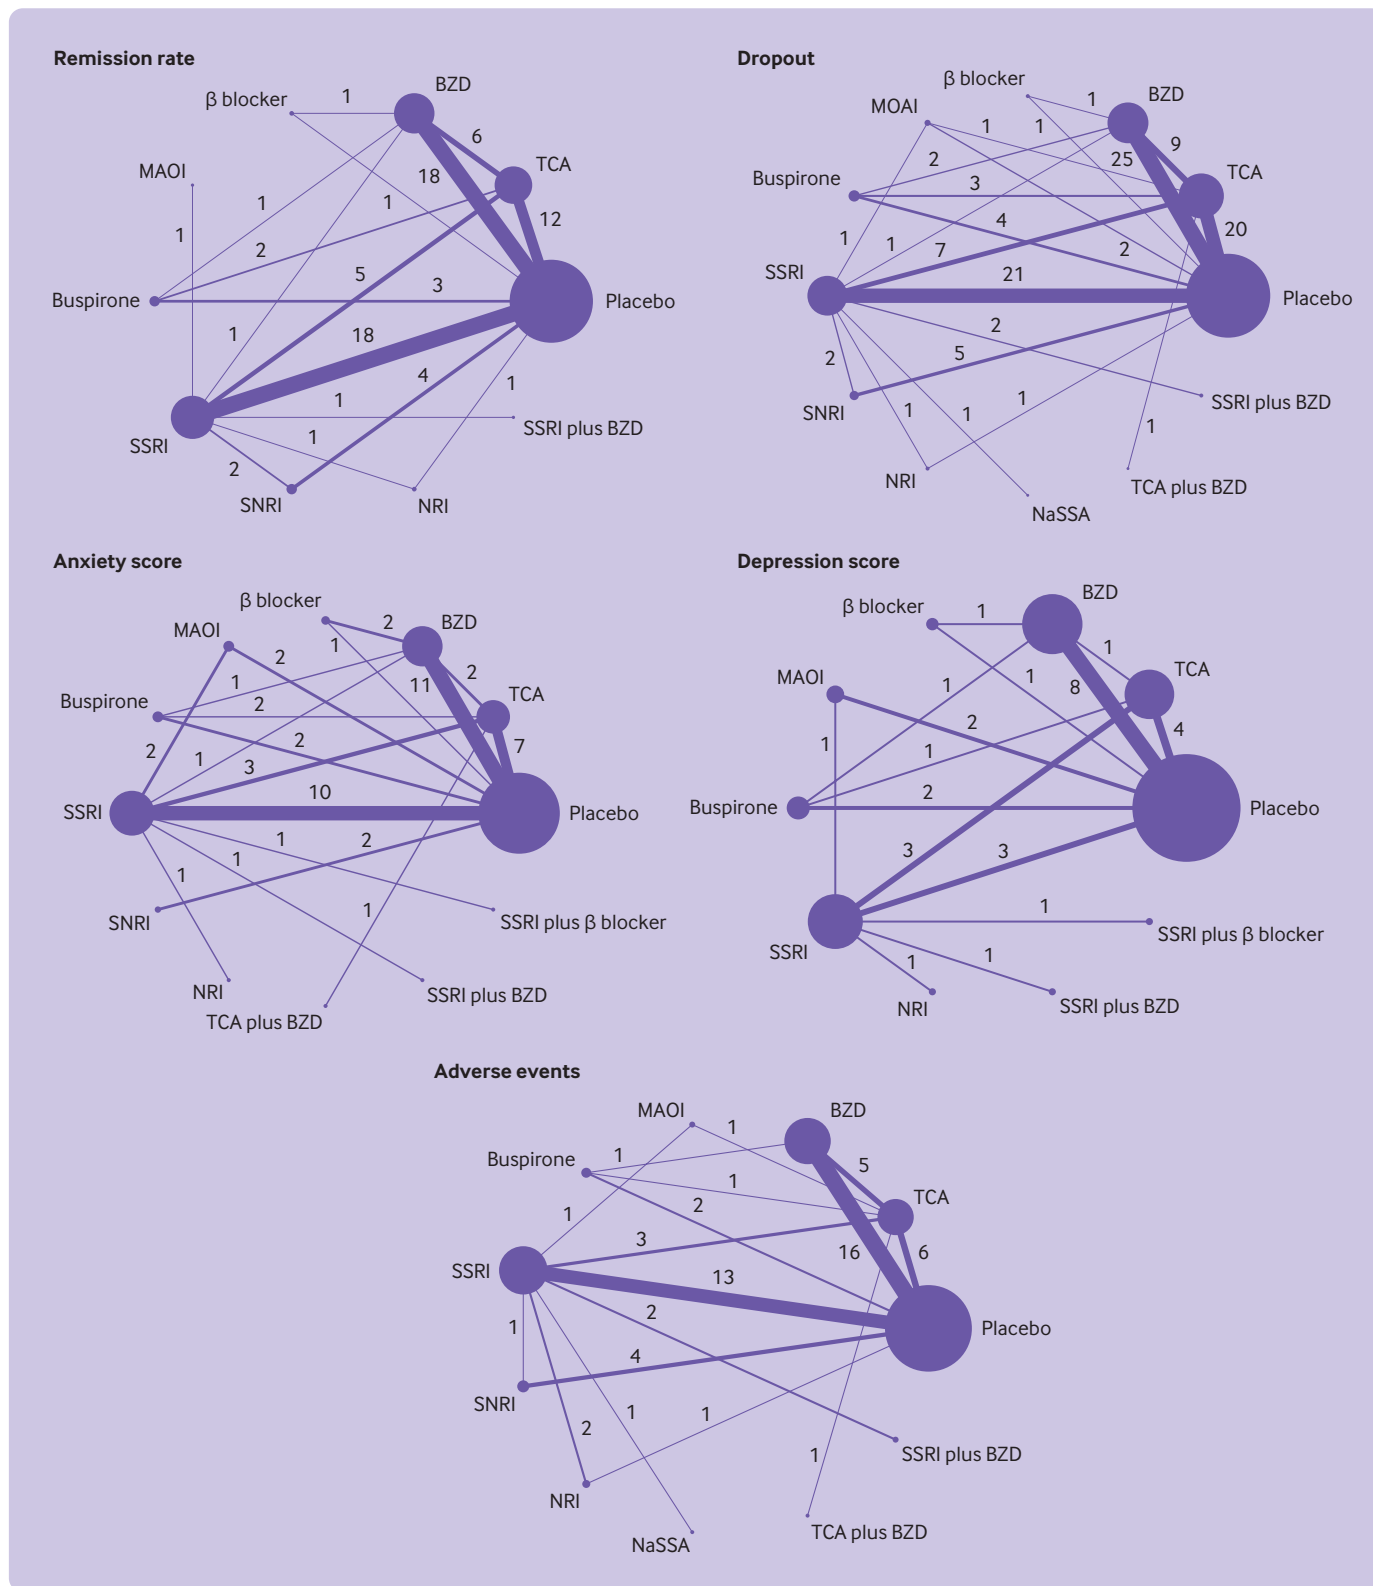 Remission rate
BZD
β blocker
1
6
TCA
MAOI
18
1
1
12
1
2
5
3
Buspirone
Placebo
1
18
4
1
1
SSRI plus BZD
1
SSRI
2
SNRI
NRI
Dropout
β blocker
BZD
MOAI
1
1
1
9
2
25
TCA
Buspirone
3
4
20
1
1
7
2
SSRI
21
Placebo
2
2
5
SNRI
1
1
1
SSRI plus BZD
1
NRI
TCA plus BZD
NaSSA
Anxiety score
β blocker
BZD
MAOI
2
1
2
2
1
11
TCA
Buspirone
2
2
2
1
3
7
10
SSRI
Placebo
1
2
1
1
SNRI
1
SSRI plus β blocker
NRI
SSRI plus BZD
TCA plus BZD
Depression score
BZD
β blocker
1
1
TCA
MAOI
1
1
8
2
4
1
1
2
Buspirone
Placebo
3
3
1
SSRI plus β blocker
SSRI
1
1
NRI
SSRI plus BZD
Adverse events
MAOI
BZD
1
Buspirone
1
5
1
TCA
2
1
3
16
6
SSRI
13
2
Placebo
1
4
SNRI
1
1
2
SSRI plus BZD
1
NRI
TCA plus BZD
NaSSA